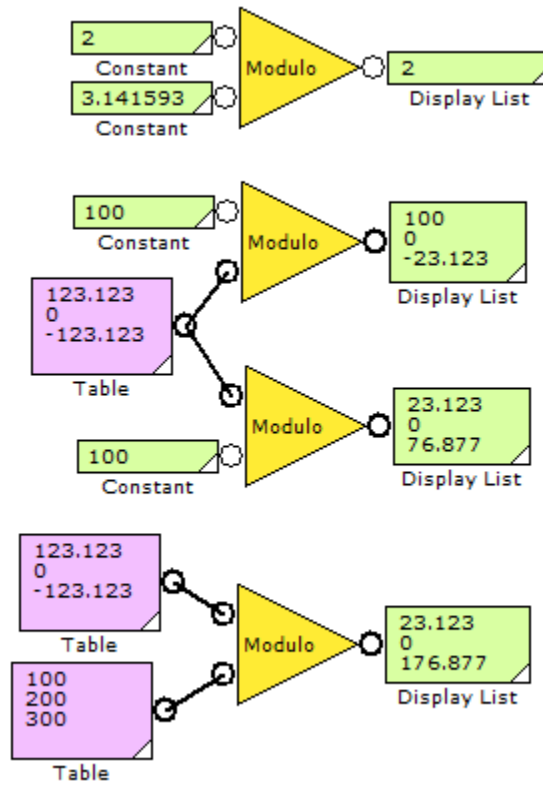 2
Constant
3.141593
Constant
Modulo
2
Display List
100
Constant
123.123
0
-123.123
Table
Modulo
100
0
-23.123
Display List
100
Constant
Modulo
23.123
0
76.877
Display List
123.123
0
-123.123
Table
100
200
300
Table
Modulo
23.123
0
176.877
Display List